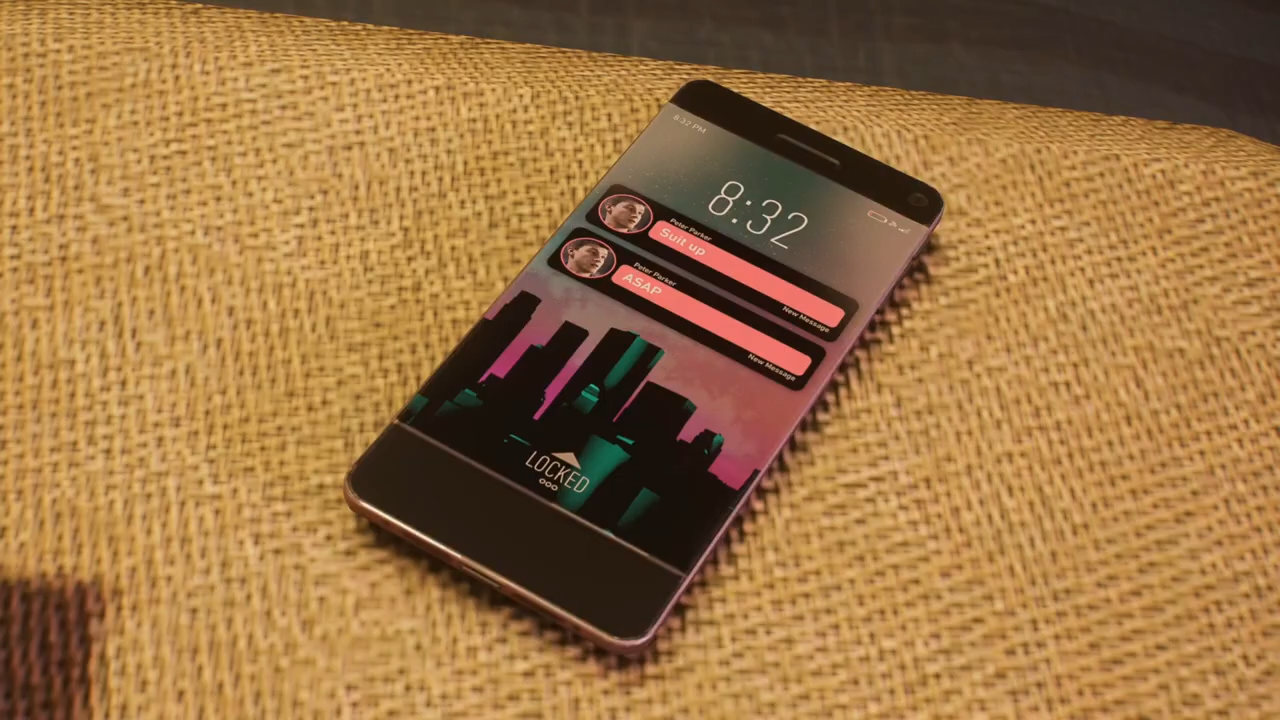 8:32 PM
8:32
Peter Parker
Suit up
New Message
Peter Parker
ASAP
New Message
LOCKED